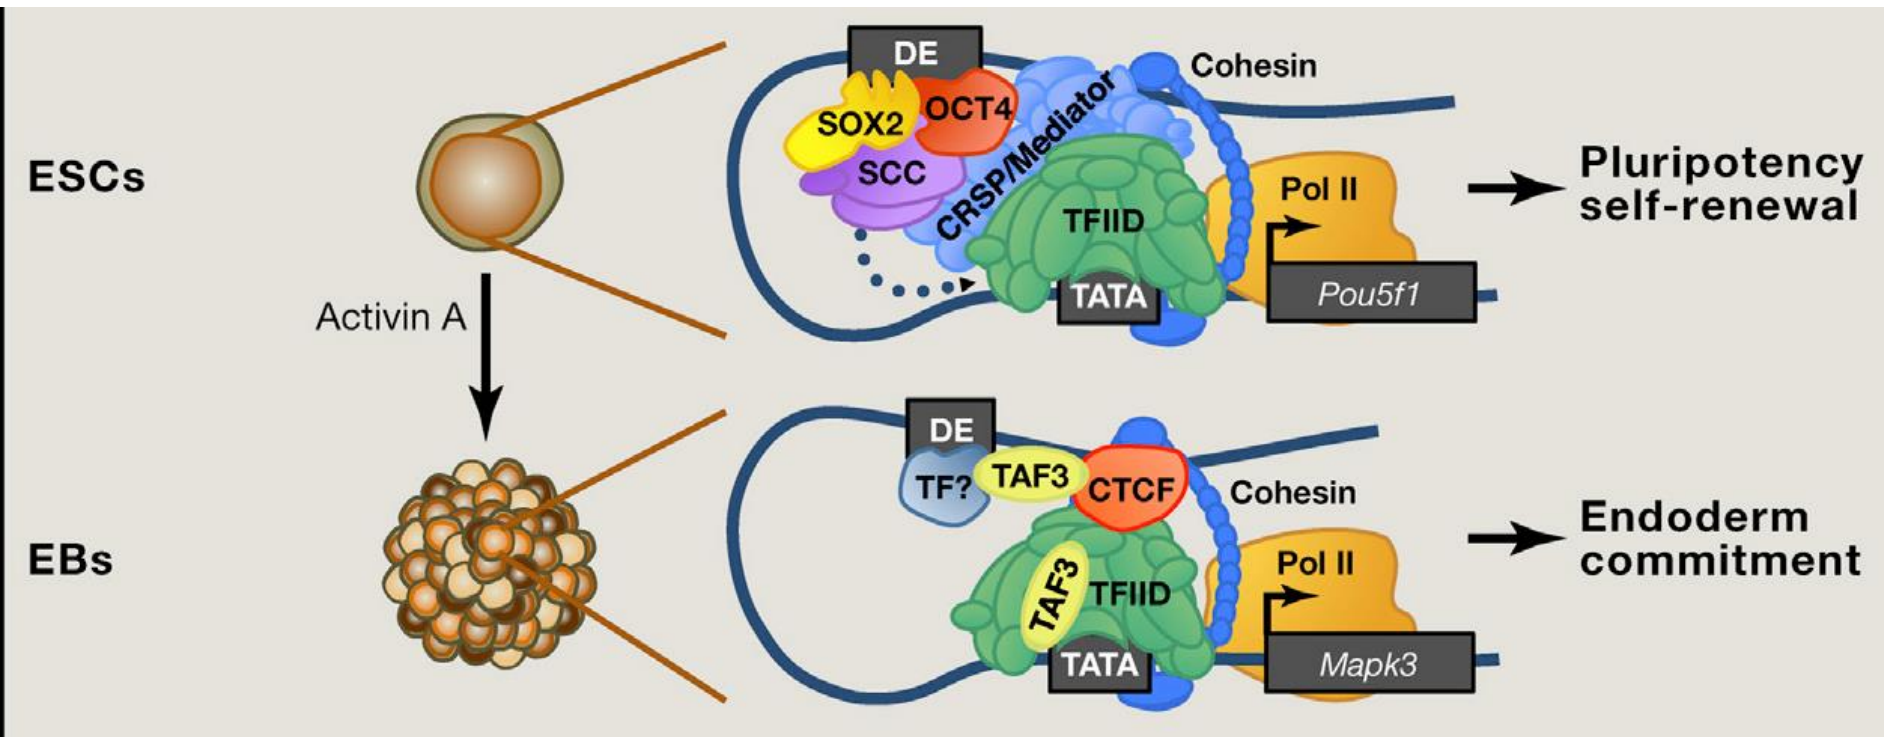 ESCs
DE
SOX2
OCT4
SCC
CRSP/Mediator
Cohesin
TFIID
Pol II
TATA
Pou5f1
Pluripotency
self-renewal
Activin A
EBs
DE
TF?
TAF3
CTCF
Cohesin
TAF3
TFIID
Pol II
TATA
Mapk3
Endoderm
commitment